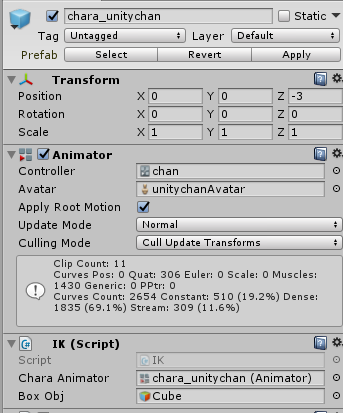 chara_unitychan Static
Tag Untagged Layer Default
Prefab Select Revert Apply
Transform
Position X 0 Y 0 Z -3
Rotation X 0 Y 0 Z 0
Scale X 1 Y 1 Z 1
Animator
Controller chan
Avatar unitychanAvatar
Apply Root Motion
Update Mode Normal
Culling Mode Cull Update Transforms
Clip Count: 11
Curves Pos: 0 Quat: 306 Euler: 0 Scale: 0 Muscles:
1430 Generic: 0 PPtr: 0
Curves Count: 2654 Constant: 510 (19.2%) Dense:
1835 (69.1%) Stream: 309 (11.6%)
IK (Script)
Script IK
Chara Animator chara_unitychan (Animator)
Box Obj Cube